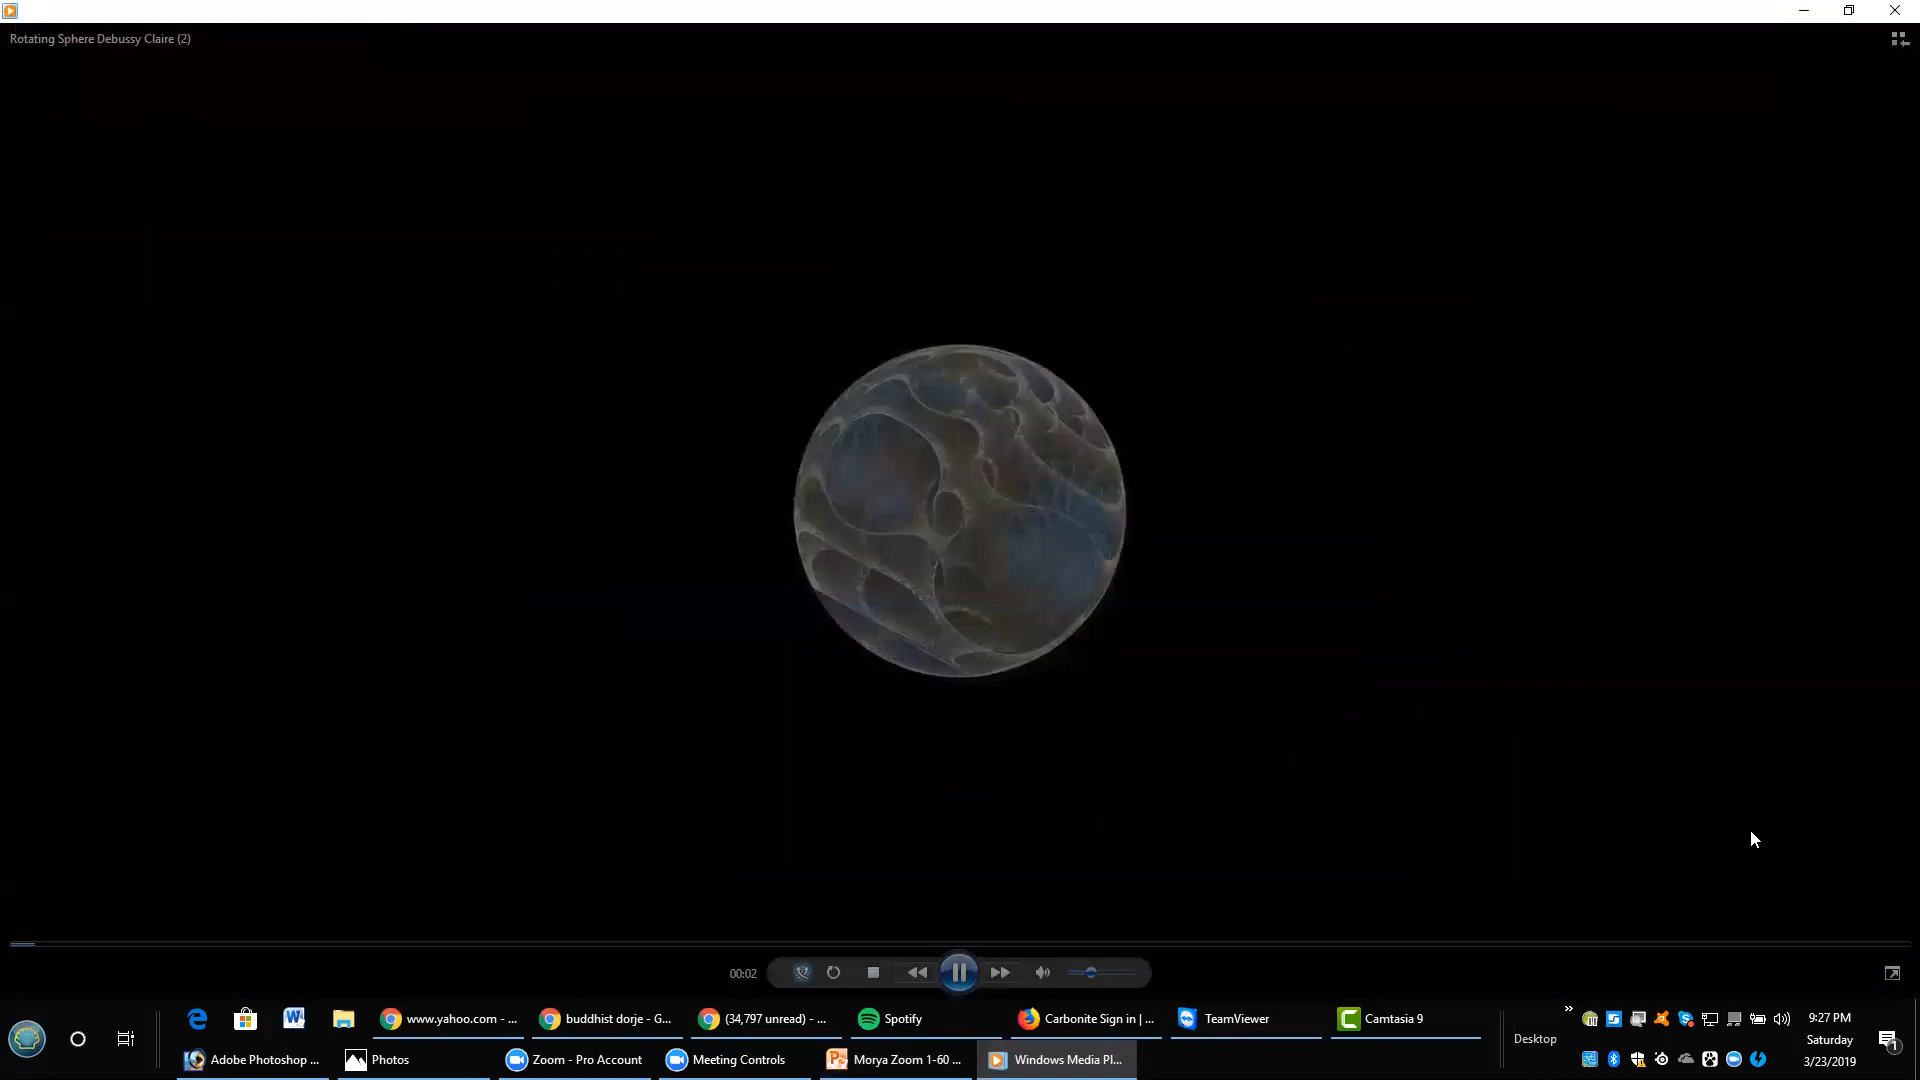 Rotating Sphere Debussy Claire (2)
00:02
www.yahoo.com - ...
buddhist dorje - G...
(34,797 unread) - ...
Spotify
Carbonite Sign in | ...
TeamViewer
Camtasia 9
Adobe Photoshop ...
Photos
Zoom - Pro Account
Meeting Controls
Morya Zoom 1-60 ...
Windows Media Pl...
Desktop
9:27 PM
Saturday
3/23/2019
1